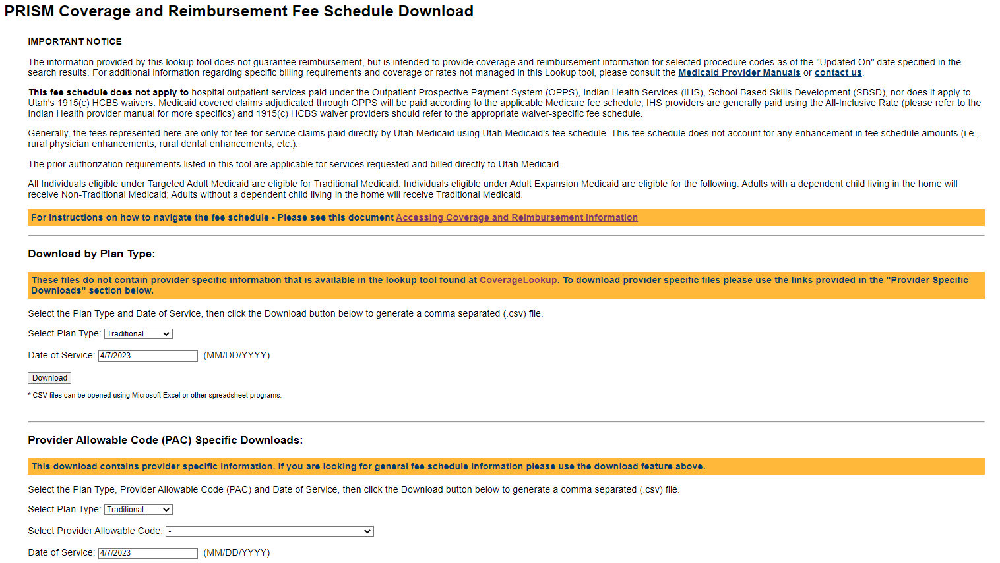 PRISM Coverage and Reimbursement Fee Schedule Download
IMPORTANT NOTICE
The information provided by this lookup tool does not guarantee reimbursement, but is intended to provide coverage and reimbursement information for selected procedure codes as of the "Updated On" date specified in the
search results. For additional information regarding specific billing requirements and coverage or rates not managed in this Lookup tool, please consult the Medicaid Provider Manuals or contact us.
This fee schedule does not apply to hospital outpatient services paid under the Outpatient Prospective Payment System (OPPS), Indian Health Services (IHS), School Based Skills Development (SBSD), nor does it apply to
Utah's 1915(c) HCBS waivers. Medicaid covered claims adjudicated through OPPS will be paid according to the applicable Medicare fee schedule, IHS providers are generally paid using the All-Inclusive Rate (please refer to the
Indian Health provider manual for more specifics) and 1915(c) HCBS waiver providers should refer to the appropriate waiver-specific fee schedule.
Generally, the fees represented here are only for fee-for-service claims paid directly by Utah Medicaid using Utah Medicaid's fee schedule. This fee schedule does not account for any enhancement in fee schedule amounts (i.e.,
rural physician enhancements, rural dental enhancements, etc.).
The prior authorization requirements listed in this tool are applicable for services requested and billed directly to Utah Medicaid.
All Individuals eligible under Targeted Adult Medicaid are eligible for Traditional Medicaid. Individuals eligible under Adult Expansion Medicaid are eligible for the following: Adults with a dependent child living in the home will
receive Non-Traditional Medicaid; Adults without a dependent child living in the home will receive Traditional Medicaid.
For instructions on how to navigate the fee schedule - Please see this document Accessing Coverage and Reimbursement Information
Download by Plan Type:
These files do not contain provider specific information that is available in the lookup tool found at CoverageLookup. To download provider specific files please use the links provided in the "Provider Specific
Downloads" section below.
Select the Plan Type and Date of Service, then click the Download button below to generate a comma separated (.csv) file.
Select Plan Type: Traditional
Date of Service: 4/7/2023 (MM/DD/YYYY)
Download
* CSV files can be opened using Microsoft Excel or other spreadsheet programs.
Provider Allowable Code (PAC) Specific Downloads:
This download contains provider specific information. If you are looking for general fee schedule information please use the download feature above.
Select the Plan Type, Provider Allowable Code (PAC) and Date of Service, then click the Download button below to generate a comma separated (.csv) file.
Select Plan Type: Traditional
Select Provider Allowable Code: -
Date of Service: 4/7/2023 (MM/DD/YYYY)